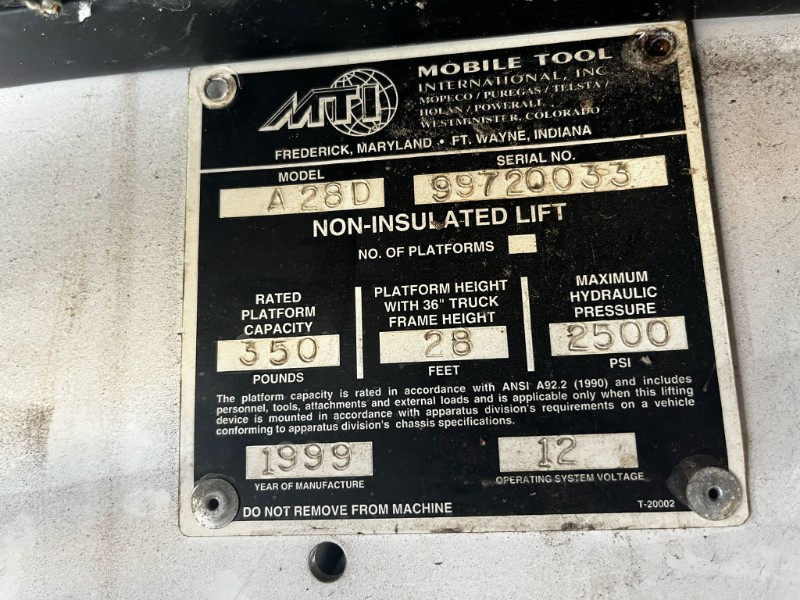 MTI
MOBILE TOOL
INTERNATIONAL, INC.
MOPECO / PUREGAS / TELSTA /
HOLAN / POWERALL
WESTMINISTER, COLORADO
FREDERICK, MARYLAND • FT. WAYNE, INDIANA
MODEL SERIAL NO.
A28D 99720033
NON-INSULATED LIFT
NO. OF PLATFORMS
RATED
PLATFORM
CAPACITY
350
POUNDS
PLATFORM HEIGHT
WITH 36" TRUCK
FRAME HEIGHT
28
FEET
MAXIMUM
HYDRAULIC
PRESSURE
2500
PSI
The platform capacity is rated in accordance with ANSI A92.2 (1990) and includes
personnel, tools, attachments and external loads and is applicable only when this lifting
device is mounted in accordance with apparatus division's requirements on a vehicle
conforming to apparatus division's chassis specifications.
1999 12
YEAR OF MANUFACTURE OPERATING SYSTEM VOLTAGE
DO NOT REMOVE FROM MACHINE T-20002